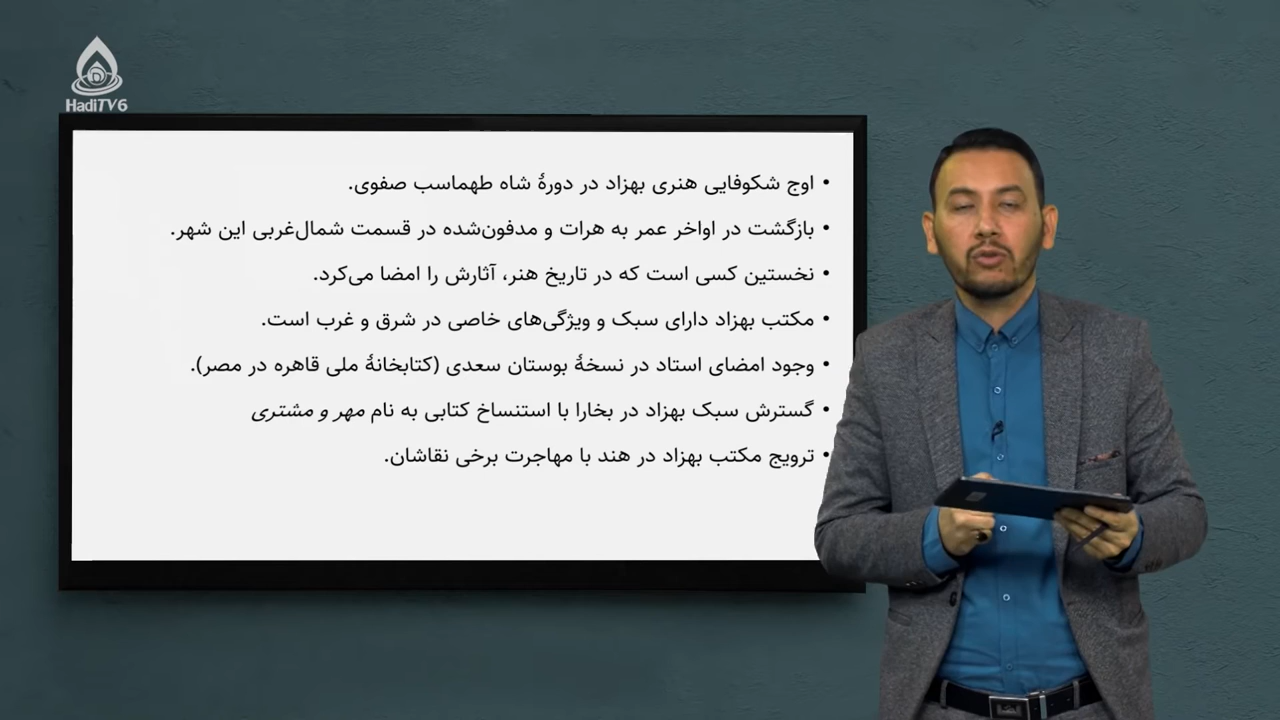 HadiTV6
• اوج شکوفایی هنری بهزاد در دورهٔ شاه طهماسب صفوی.
• بازگشت در اواخر عمر به هرات و مدفون‌شده در قسمت شمال‌غربی این شهر.
• نخستین کسی است که در تاریخ هنر، آثارش را امضا می‌کرد.
• مکتب بهزاد دارای سبک و ویژگی‌های خاصی در شرق و غرب است.
• وجود امضای استاد در نسخهٔ بوستان سعدی (کتابخانهٔ ملی قاهره در مصر).
• گسترش سبک بهزاد در بخارا با استنساخ کتابی به نام مهر و مشتری
• ترویج مکتب بهزاد در هند با مهاجرت برخی نقاشان.